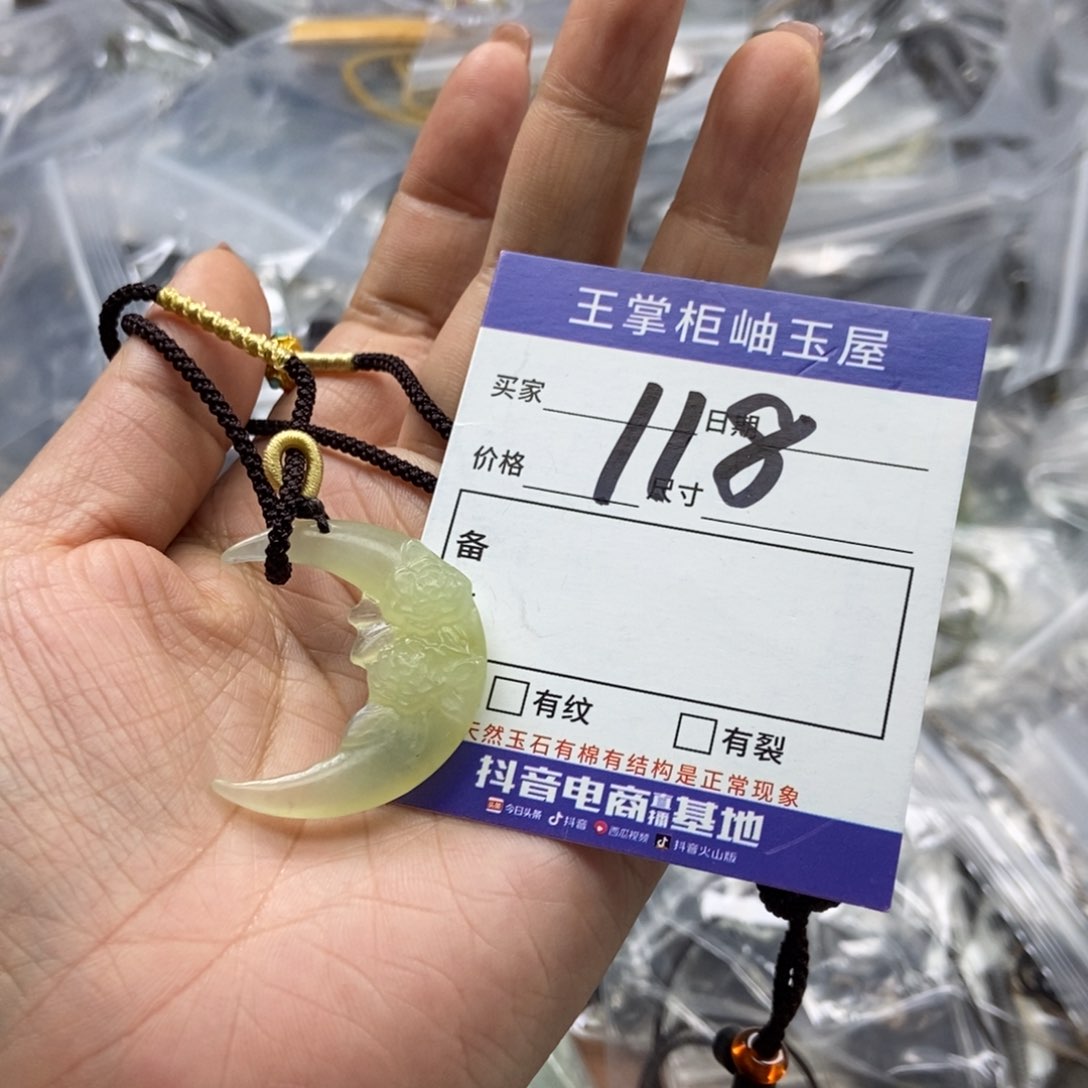 王掌柜岫玉屋
买家 日期
118
价格 尺寸
备
有纹 有裂
天然玉石有棉有结构是正常现象
抖音电商直播基地
头条 今日头条 抖音 西瓜视频 抖音火山版